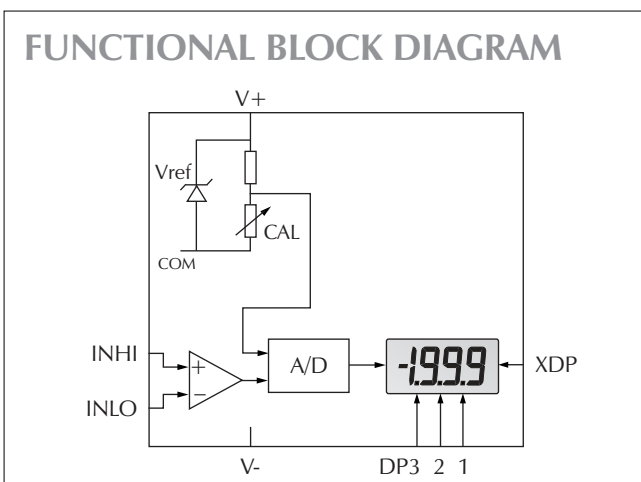 FUNCTIONAL BLOCK DIAGRAM
V+
Vref
CAL
COM
INHI
+
A/D
-1.9.9.9
XDP
INLO
−
V-
DP3 2 1